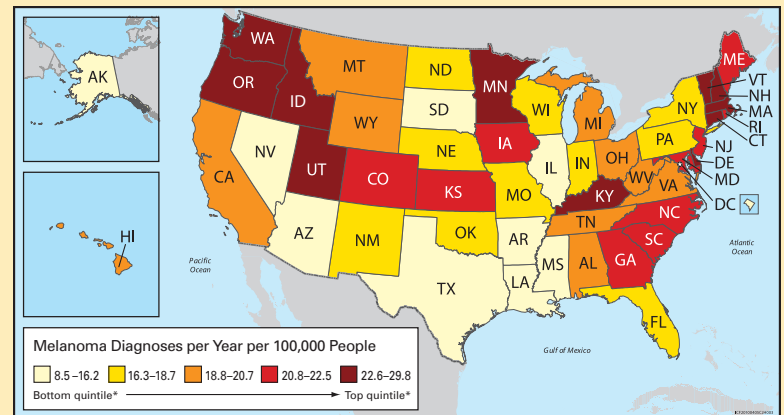 AK
HI
WA
OR
ID
MT
WY
CA
NV
UT
AZ
CO
NM
ND
SD
NE
KS
OK
TX
MN
IA
MO
AR
LA
WI
IL
MS
MI
IN
OH
KY
TN
AL
GA
FL
SC
NC
VA
WV
PA
NY
ME
VT
NH
MA
RI
CT
NJ
DE
MD
DC
Pacific
Ocean
Atlantic
Ocean
Gulf of Mexico
Melanoma Diagnoses per Year per 100,000 People
8.5–16.2 16.3–18.7 18.8–20.7 20.8–22.5 22.6–29.8
Bottom quintile* Top quintile*